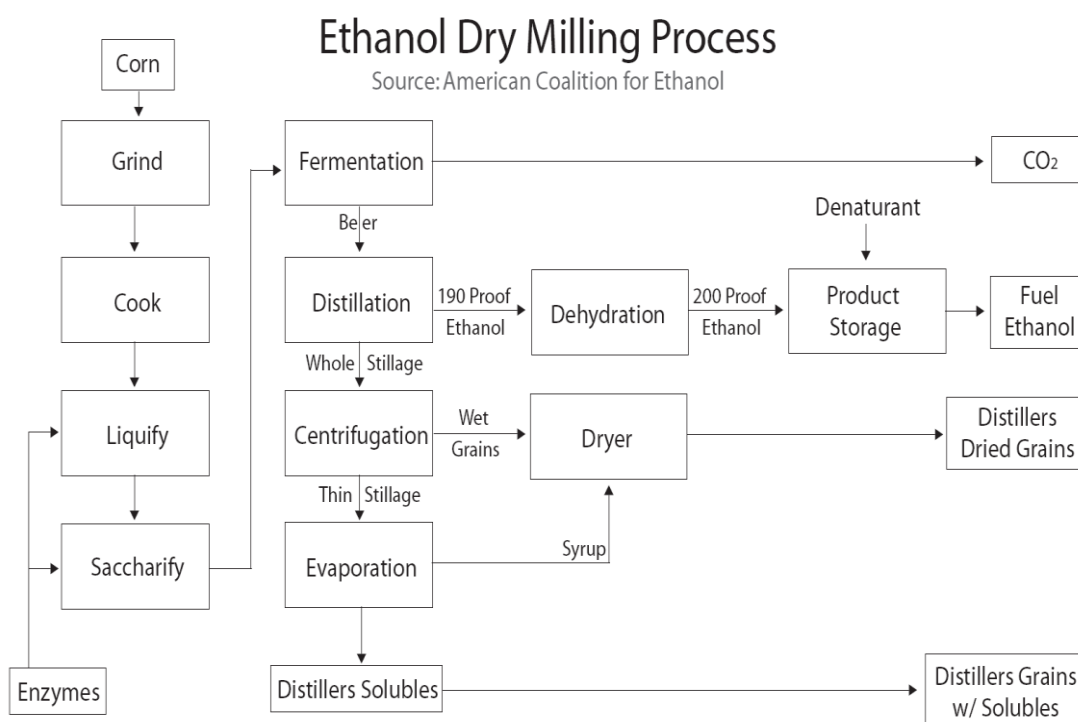 Ethanol Dry Milling Process
Source: American Coalition for Ethanol
Corn
Grind
Cook
Liquify
Saccharify
Enzymes
Fermentation
CO₂
Beer
Denaturant
Distillation
190 Proof
Ethanol
Dehydration
200 Proof
Ethanol
Product
Storage
Fuel
Ethanol
Whole Stillage
Centrifugation
Wet
Grains
Dryer
Distillers
Dried Grains
Thin Stillage
Evaporation
Syrup
Distillers Solubles
Distillers Grains
w/ Solubles